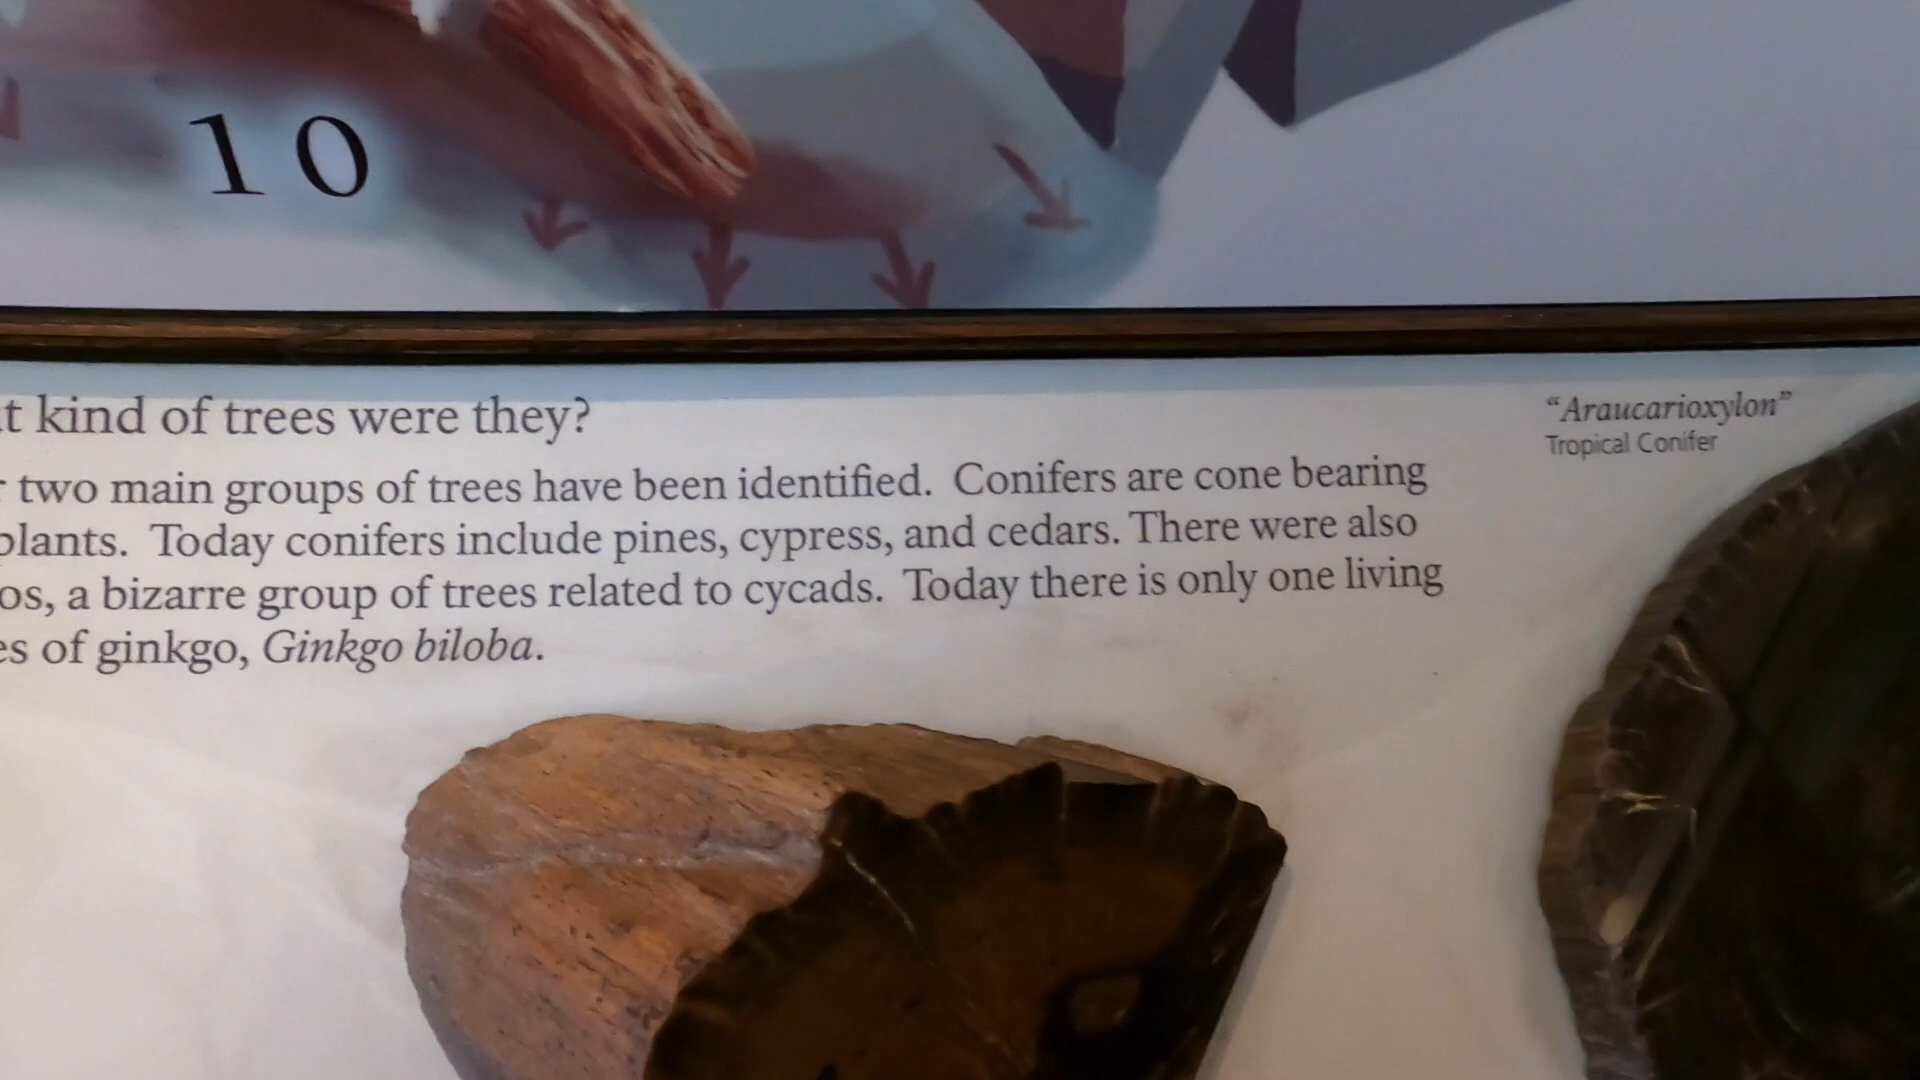 10
t kind of trees were they?
two main groups of trees have been identified. Conifers are cone bearing
plants. Today conifers include pines, cypress, and cedars. There were also
os, a bizarre group of trees related to cycads. Today there is only one living
es of ginkgo, Ginkgo biloba.
“Araucarioxylon”
Tropical Conifer